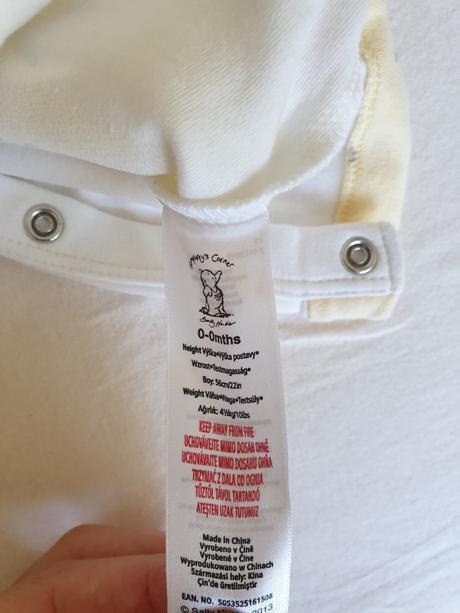 Corner
0-0mths
Height Výška•Výška postavy•
Wzrost•Testmagasság•
Boy: 56cm/22in
Weight Váha•Waga•Testsúly•
Ağırlık: 4½kg/10lbs
KEEP AWAY FROM FIRE
UCHOVÁVEJTE MIMO DOSAH OHNĚ
UCHOVÁVAJTE MIMO DOSAHU OHŇA
TRZYMAĆ Z DALA OD OGNIA
TŰZTŐL TÁVOL TARTANDÓ
ATEŞTEN UZAK TUTUNUZ
Made in China
Vyrobeno v Číně
Vyrobené v Číne
Wyprodukowano w Chinach
Származási hely: Kína
Çin'de üretilmiştir
EAN. NO. 5053525161508
2013